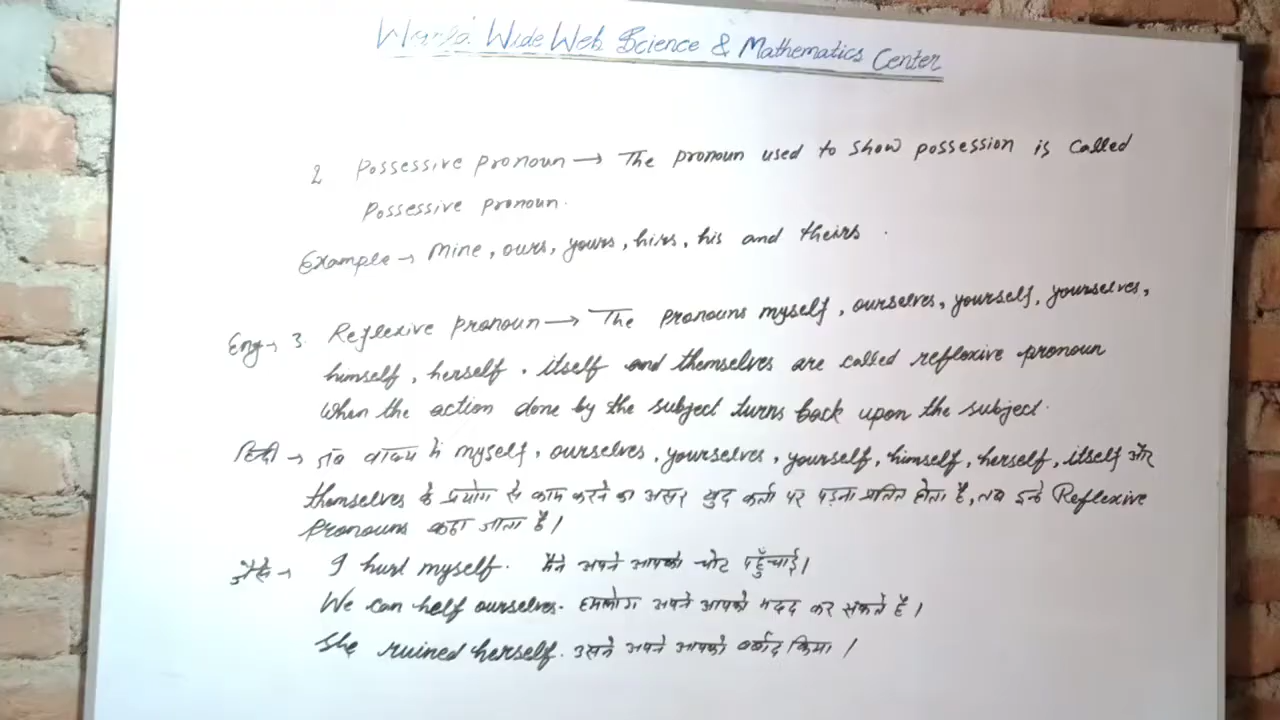 Wide Web Science & Mathematics Center
2 Possessive pronoun → The pronoun used to show possession is called
Possessive pronoun.
Example → Mine, ours, yours, hirs, his and theirs.
Eng → 3. Reflexive pronoun → The pronouns myself, ourselves, yourself, yourselves,
himself, herself, itself and themselves are called reflexive pronoun
When the action done by the subject turns back upon the subject.
हिन्दी → जब वाक्य में myself, ourselves, yourselves, yourself, himself, herself, itself और
themselves के प्रयोग से काम करने का असर खुद कर्ता पर पड़ता प्रतित होता है, तब इन्हे Reflexive
Pronouns कहा जाता है।
जैसे → I hurt myself. मैंने अपने आपको चोट पहुँचाई।
We can half ourselves. हमलोग अपने आपको मदद कर सकते है।
She ruined herself. उसने अपने आपको बर्बाद किया।